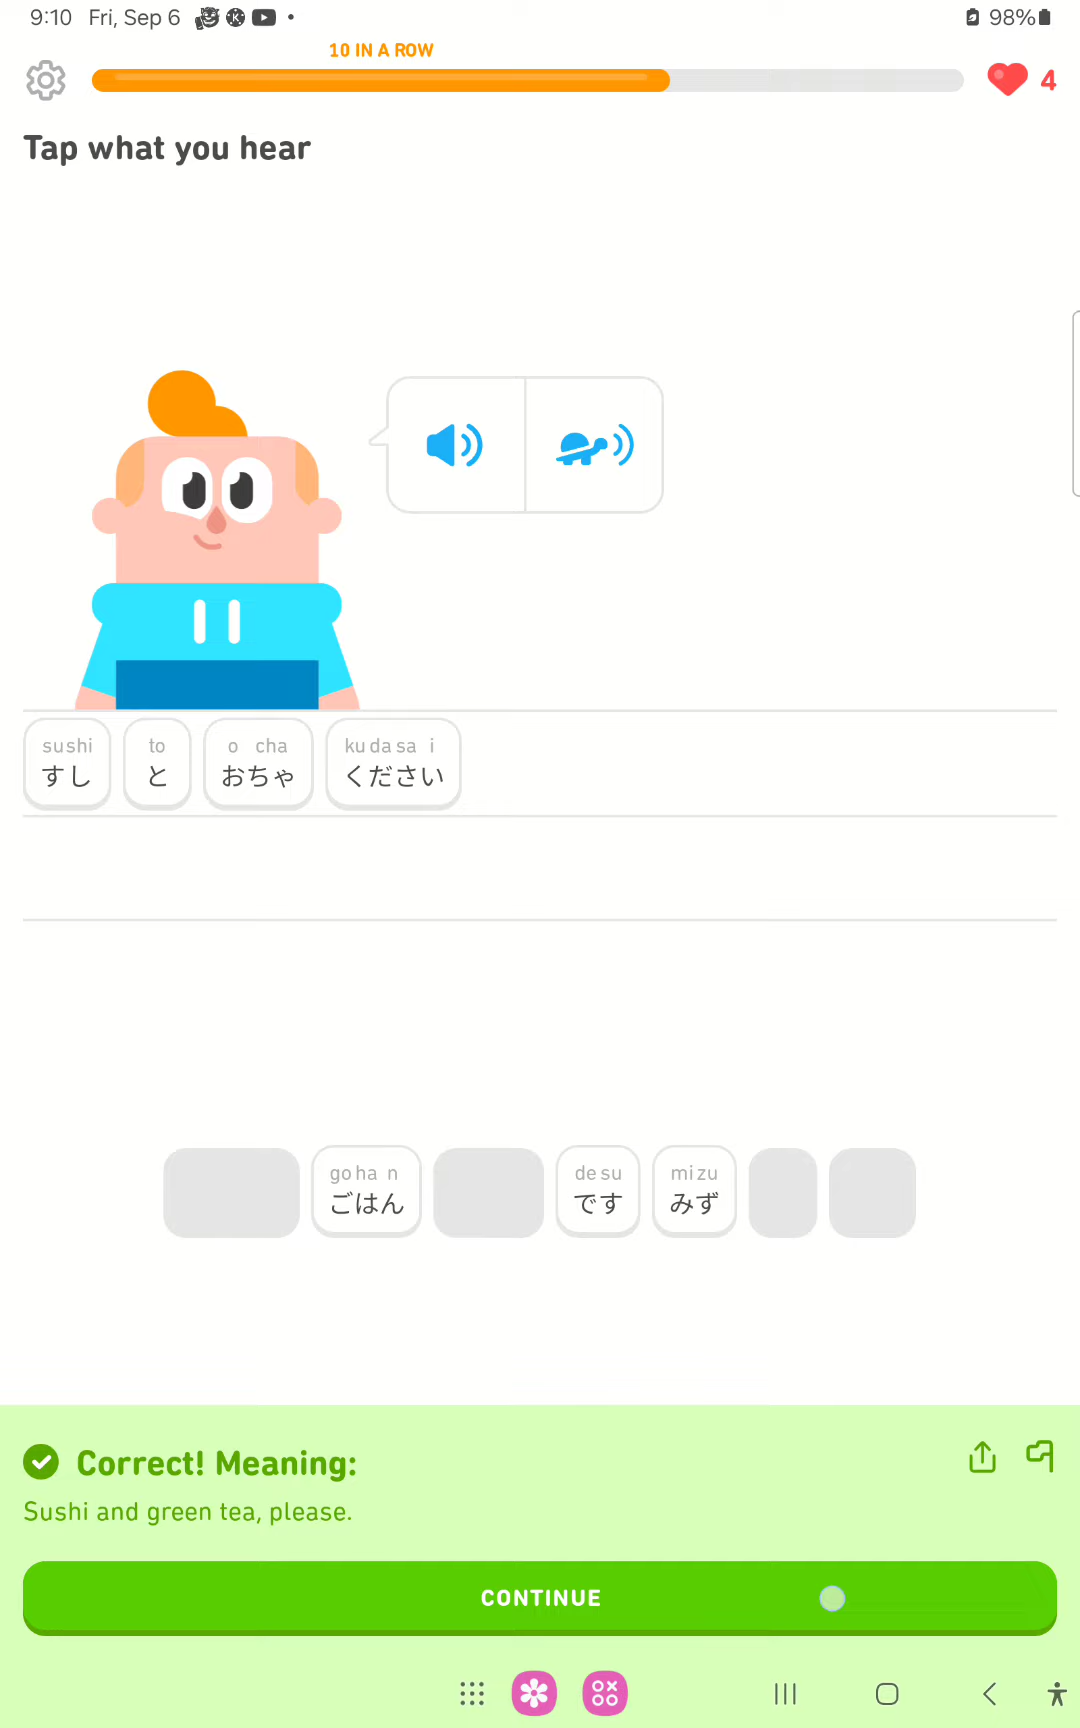 9:10 Fri, Sep 6 98%
10 IN A ROW
4
Tap what you hear
sushi to o cha ku da sa i
すし と おちゃ ください
go ha n de su mi zu
ごはん です みず
Correct! Meaning:
Sushi and green tea, please.
CONTINUE